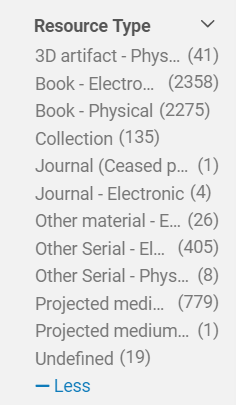 Resource Type
3D artifact - Phys... (41)
Book - Electro... (2358)
Book - Physical (2275)
Collection (135)
Journal (Ceased p... (1)
Journal - Electronic (4)
Other material - E... (26)
Other Serial - El... (405)
Other Serial - Phys... (8)
Projected medi... (779)
Projected medium... (1)
Undefined (19)
Less